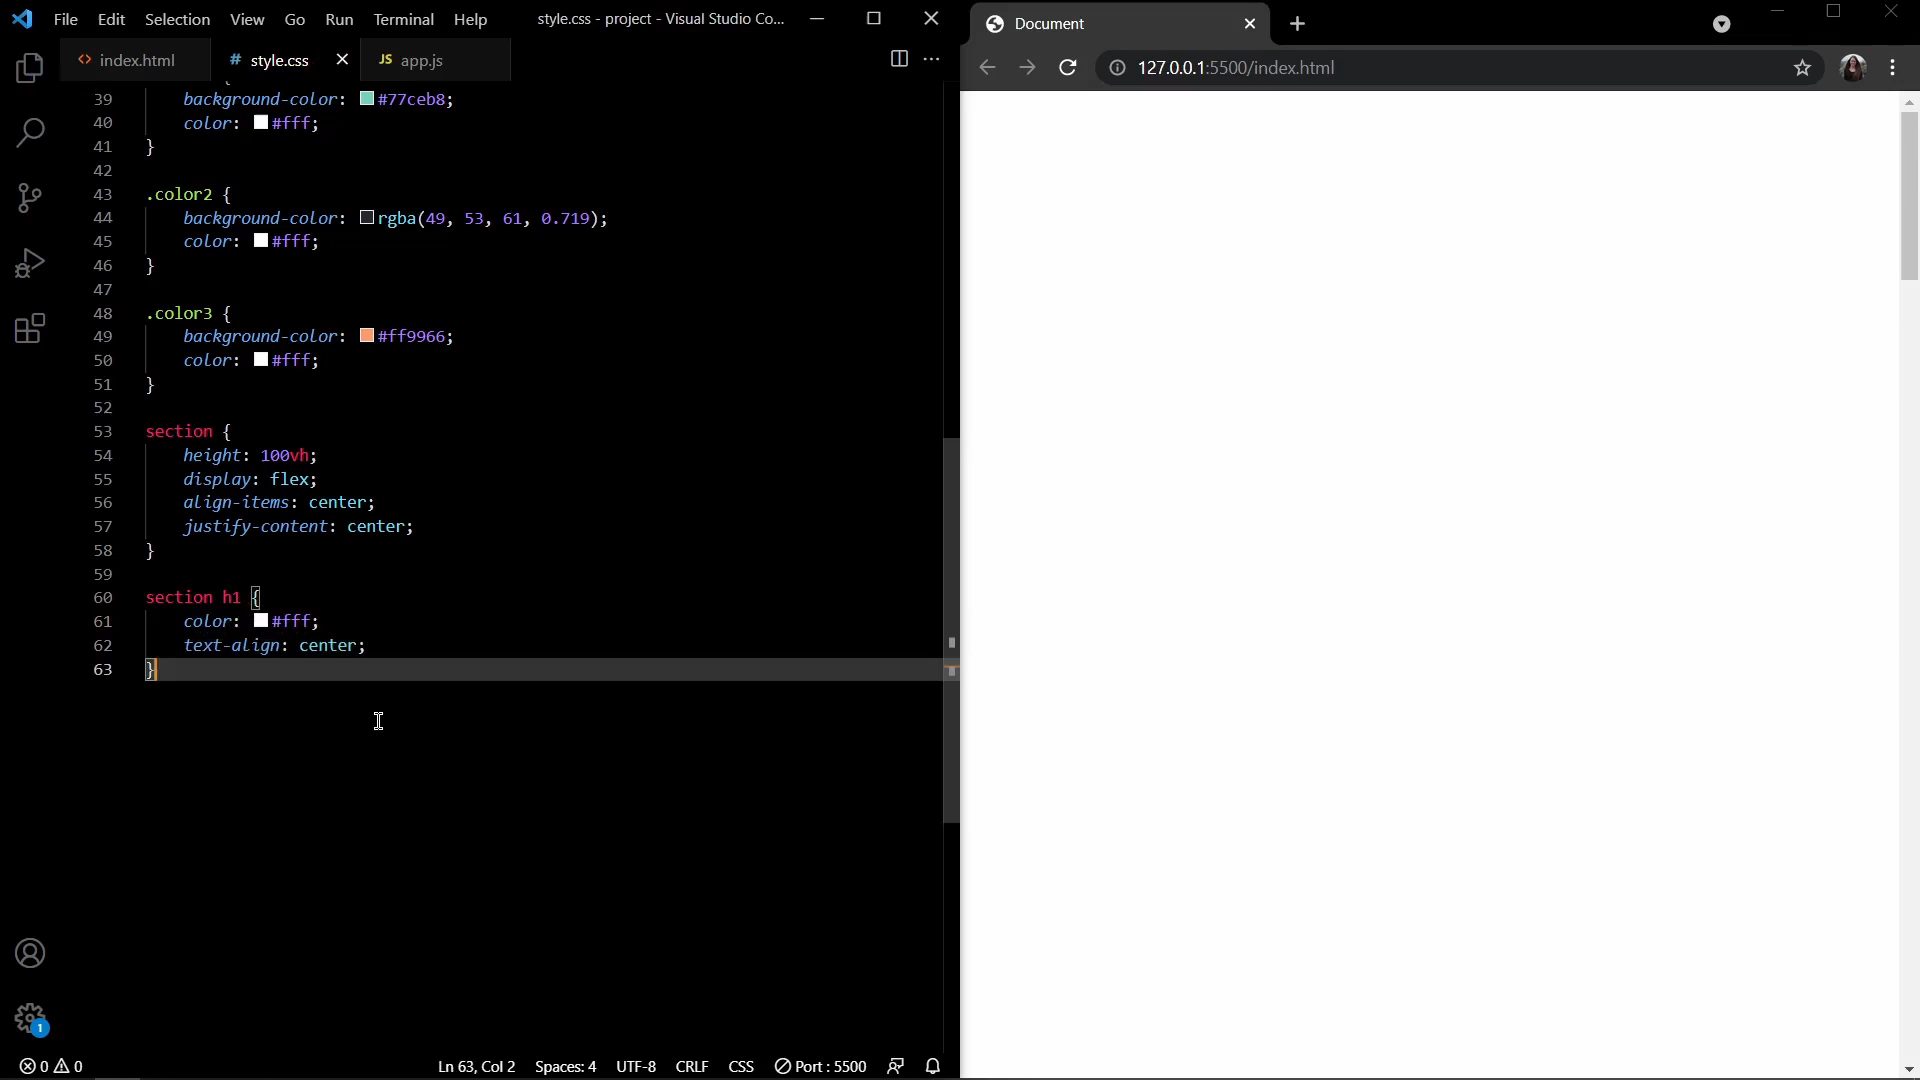 File Edit Selection View Go Run Terminal Help style.css - project - Visual Studio Co...
index.html # style.css JS app.js
39 background-color: #77ceb8;
40 color: #fff;
41 }
42
43 .color2 {
44 background-color: rgba(49, 53, 61, 0.719);
45 color: #fff;
46 }
47
48 .color3 {
49 background-color: #ff9966;
50 color: #fff;
51 }
52
53 section {
54 height: 100vh;
55 display: flex;
56 align-items: center;
57 justify-content: center;
58 }
59
60 section h1 {
61 color: #fff;
62 text-align: center;
63 }
1
0 0 Ln 63, Col 2 Spaces: 4 UTF-8 CRLF CSS Port : 5500
Document
127.0.0.1:5500/index.html